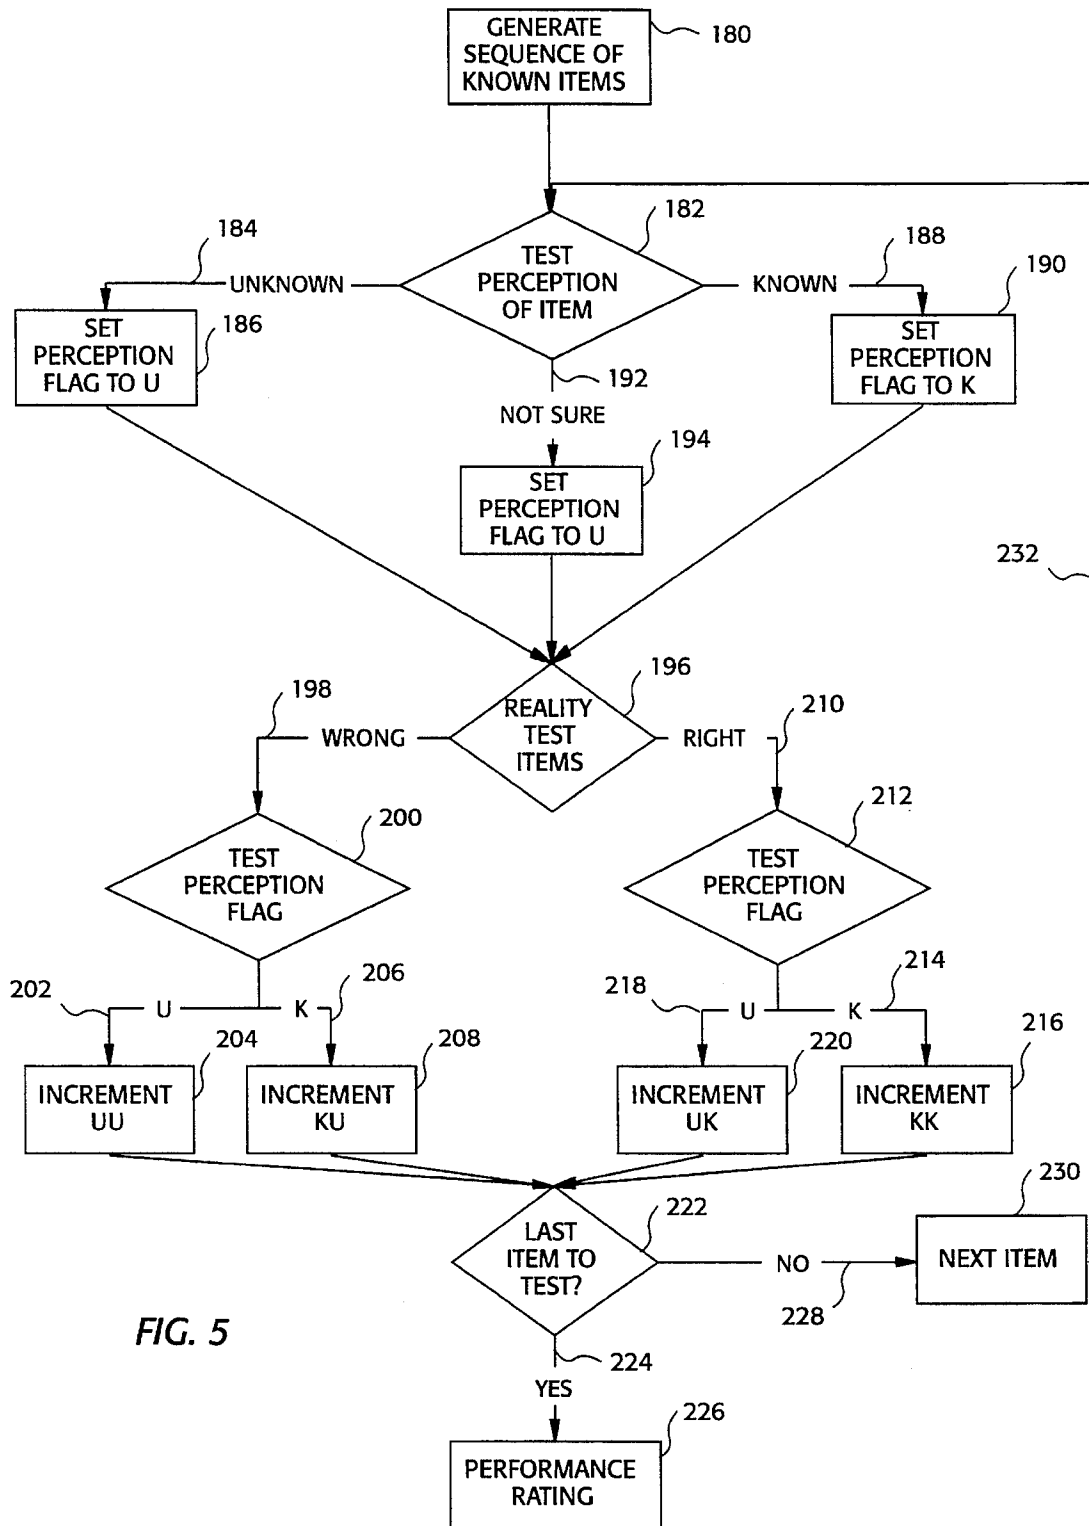 GENERATE
SEQUENCE OF
KNOWN ITEMS
180
182
TEST
PERCEPTION
OF ITEM
184
UNKNOWN
188
KNOWN
190
186
SET
PERCEPTION
FLAG TO U
SET
PERCEPTION
FLAG TO K
192
NOT SURE
194
SET
PERCEPTION
FLAG TO U
232
196
REALITY
TEST
ITEMS
198
WRONG
210
RIGHT
200
TEST
PERCEPTION
FLAG
212
TEST
PERCEPTION
FLAG
202
U
206
K
218
U
214
K
204
INCREMENT
UU
208
INCREMENT
KU
220
INCREMENT
UK
216
INCREMENT
KK
222
LAST
ITEM TO
TEST?
NO
228
230
NEXT ITEM
FIG. 5
224
YES
226
PERFORMANCE
RATING